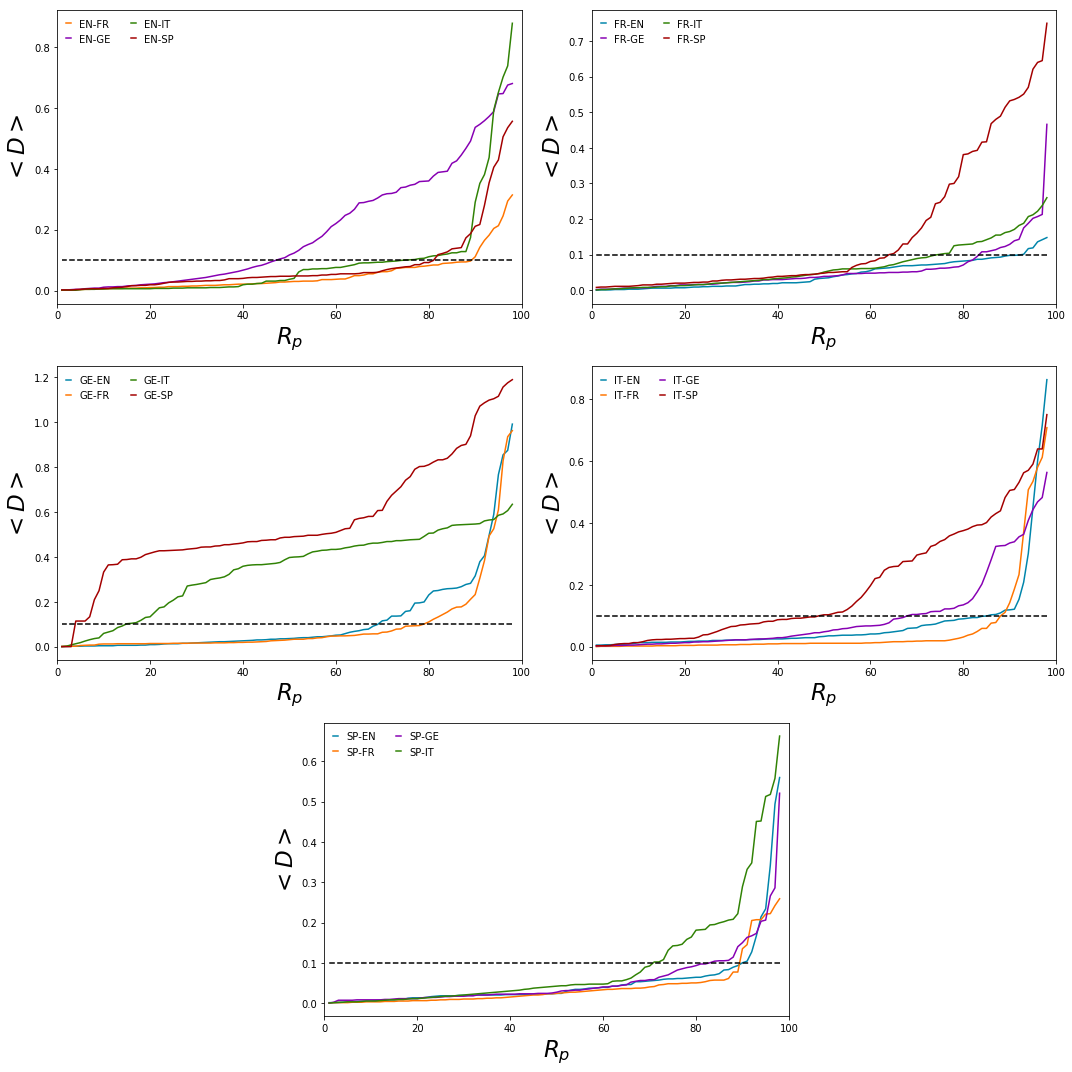 EN-FR EN-IT
EN-GE EN-SP
< D >
0.8
0.6
0.4
0.2
0.0
0 20 40 60 80 100
R_p
FR-EN FR-IT
FR-GE FR-SP
< D >
0.7
0.6
0.5
0.4
0.3
0.2
0.1
0.0
0 20 40 60 80 100
R_p
GE-EN GE-IT
GE-FR GE-SP
< D >
1.2
1.0
0.8
0.6
0.4
0.2
0.0
0 20 40 60 80 100
R_p
IT-EN IT-GE
IT-FR IT-SP
< D >
0.8
0.6
0.4
0.2
0.0
0 20 40 60 80 100
R_p
SP-EN SP-GE
SP-FR SP-IT
< D >
0.6
0.5
0.4
0.3
0.2
0.1
0.0
0 20 40 60 80 100
R_p